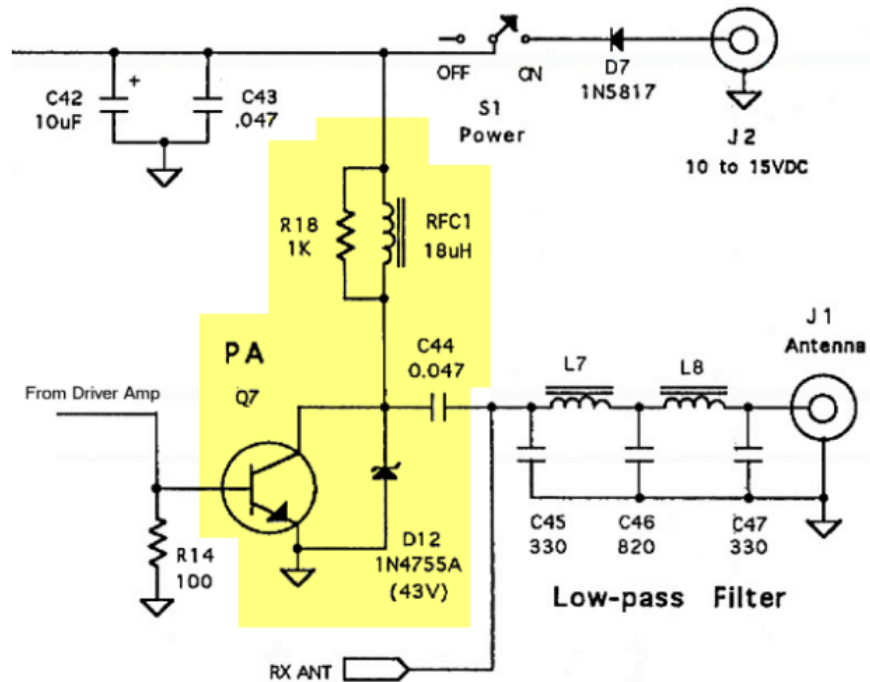 OFF
ON
S1
Power
D7
1N5817
J2
10 to 15VDC
C42
10uF
+
C43
.047
R18
1K
RFC1
18uH
PA
Q7
C44
0.047
From Driver Amp
R14
100
D12
1N4755A
(43V)
L7
L8
J1
Antenna
C45
330
C46
820
C47
330
Low-pass Filter
RX ANT